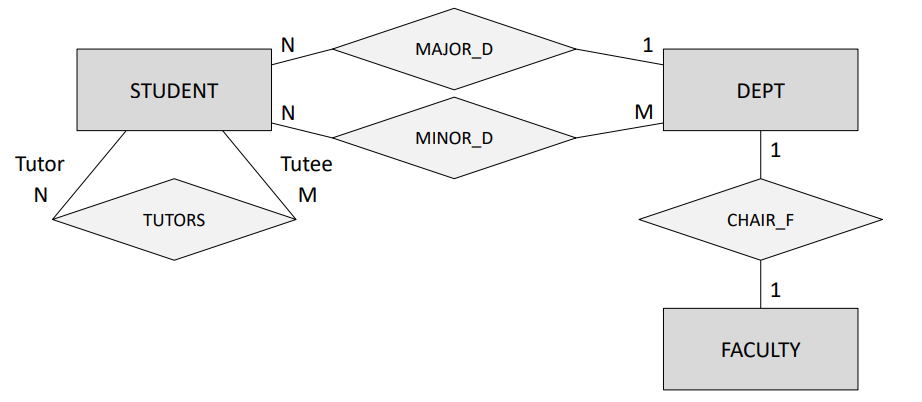 N
MAJOR_D
1
STUDENT
DEPT
N
MINOR_D
M
Tutor
N
Tutee
M
TUTORS
1
CHAIR_F
1
FACULTY